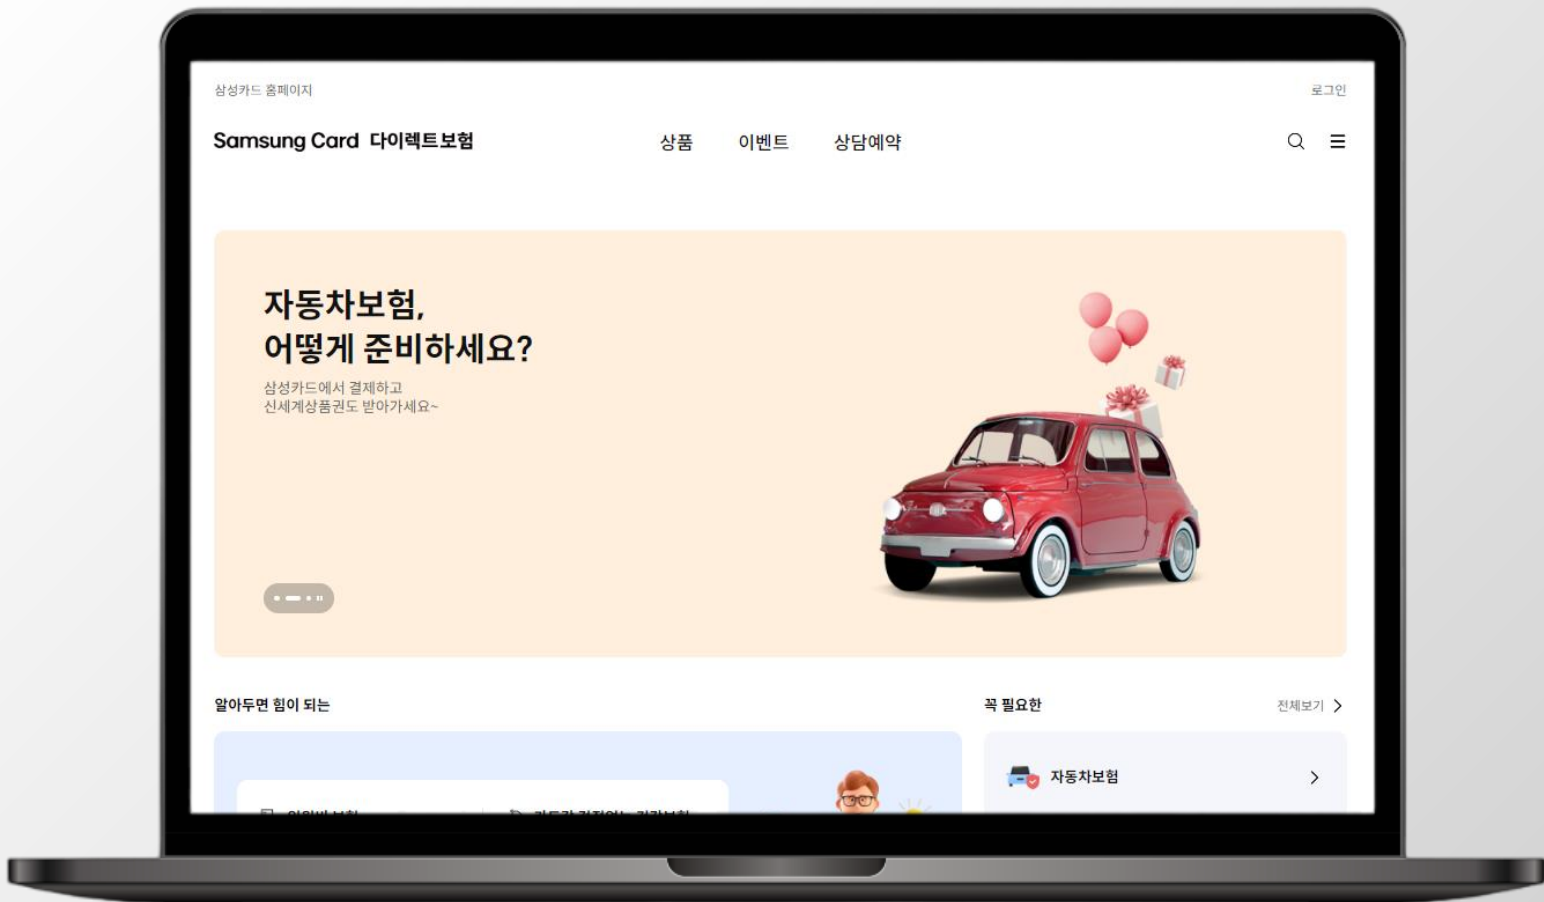 삼성카드 홈페이지
로그인
Samsung Card 다이렉트보험
상품 이벤트 상담예약
자동차보험,
어떻게 준비하세요?
삼성카드에서 결제하고
신세계상품권도 받아가세요~
알아두면 힘이 되는
꼭 필요한
전체보기
자동차보험